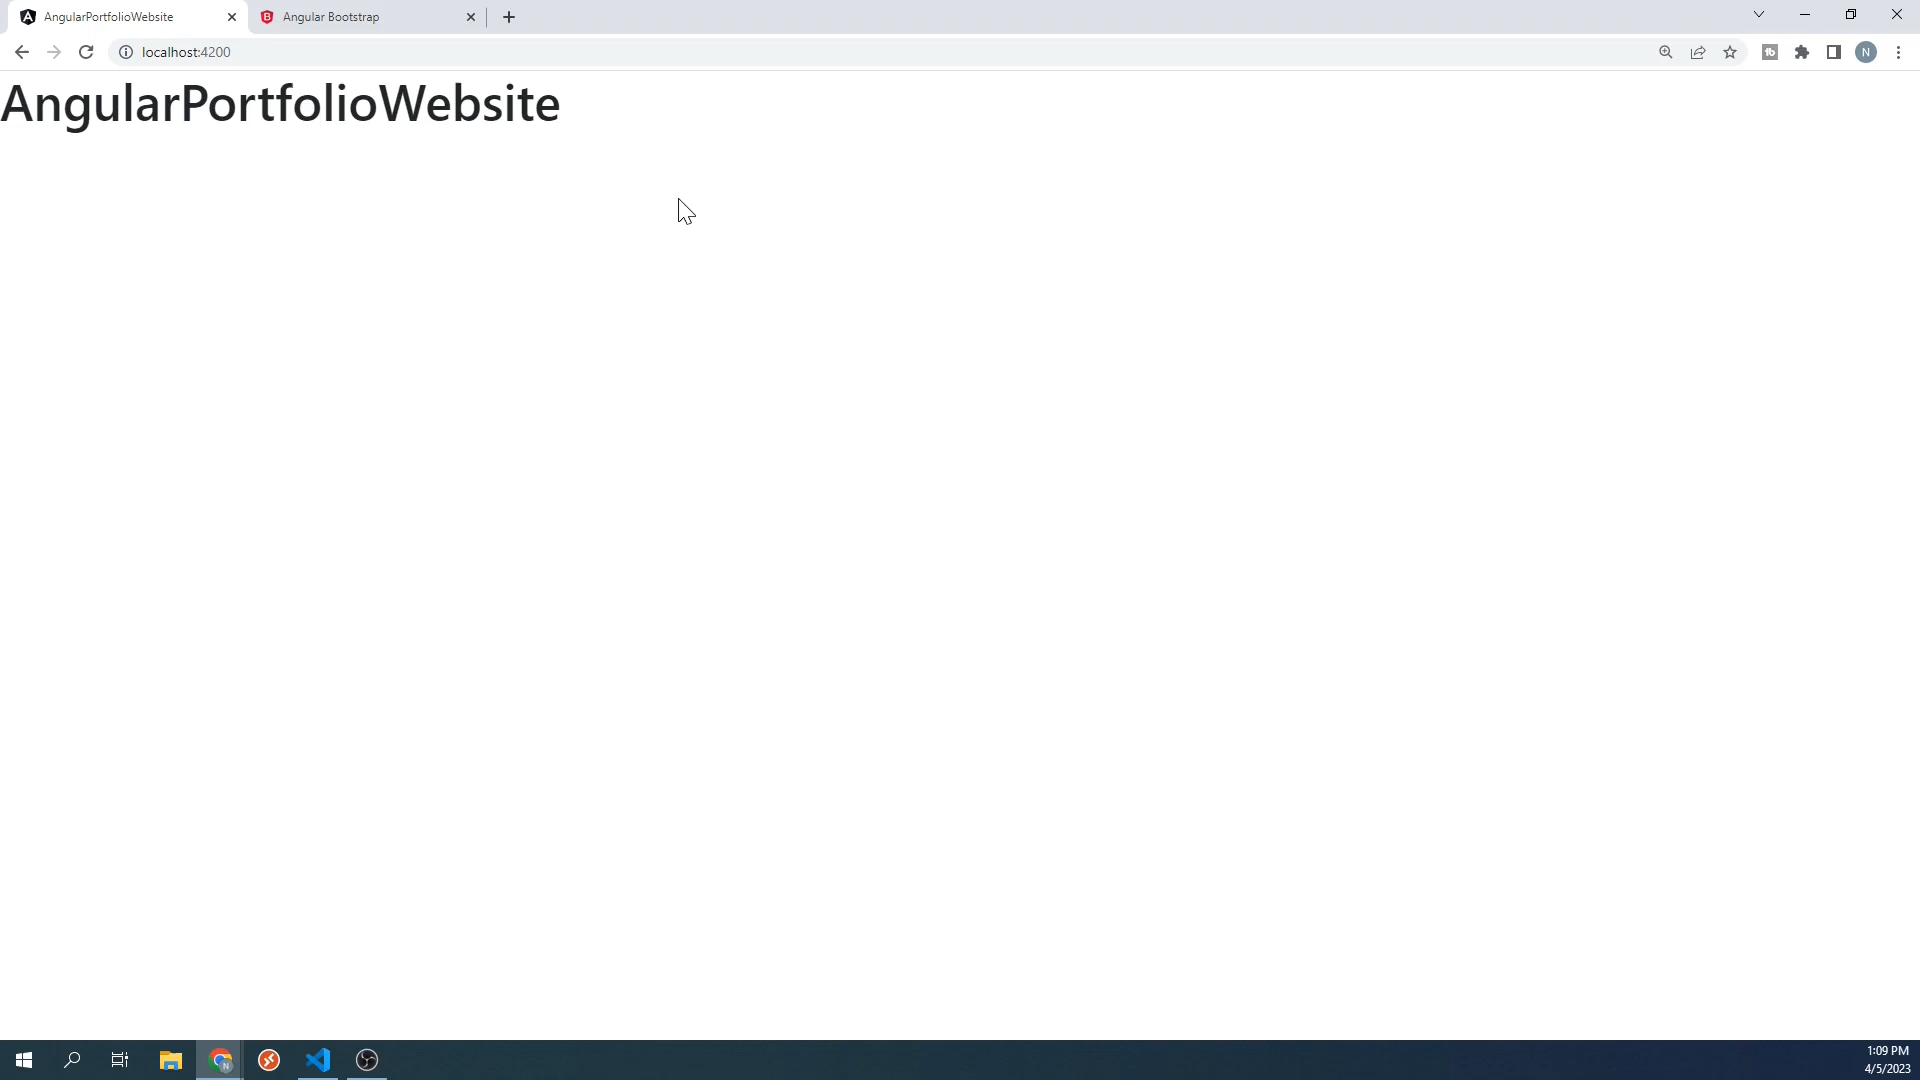 AngularPortfolioWebsite
Angular Bootstrap
localhost:4200
N
AngularPortfolioWebsite
1:09 PM
4/5/2023